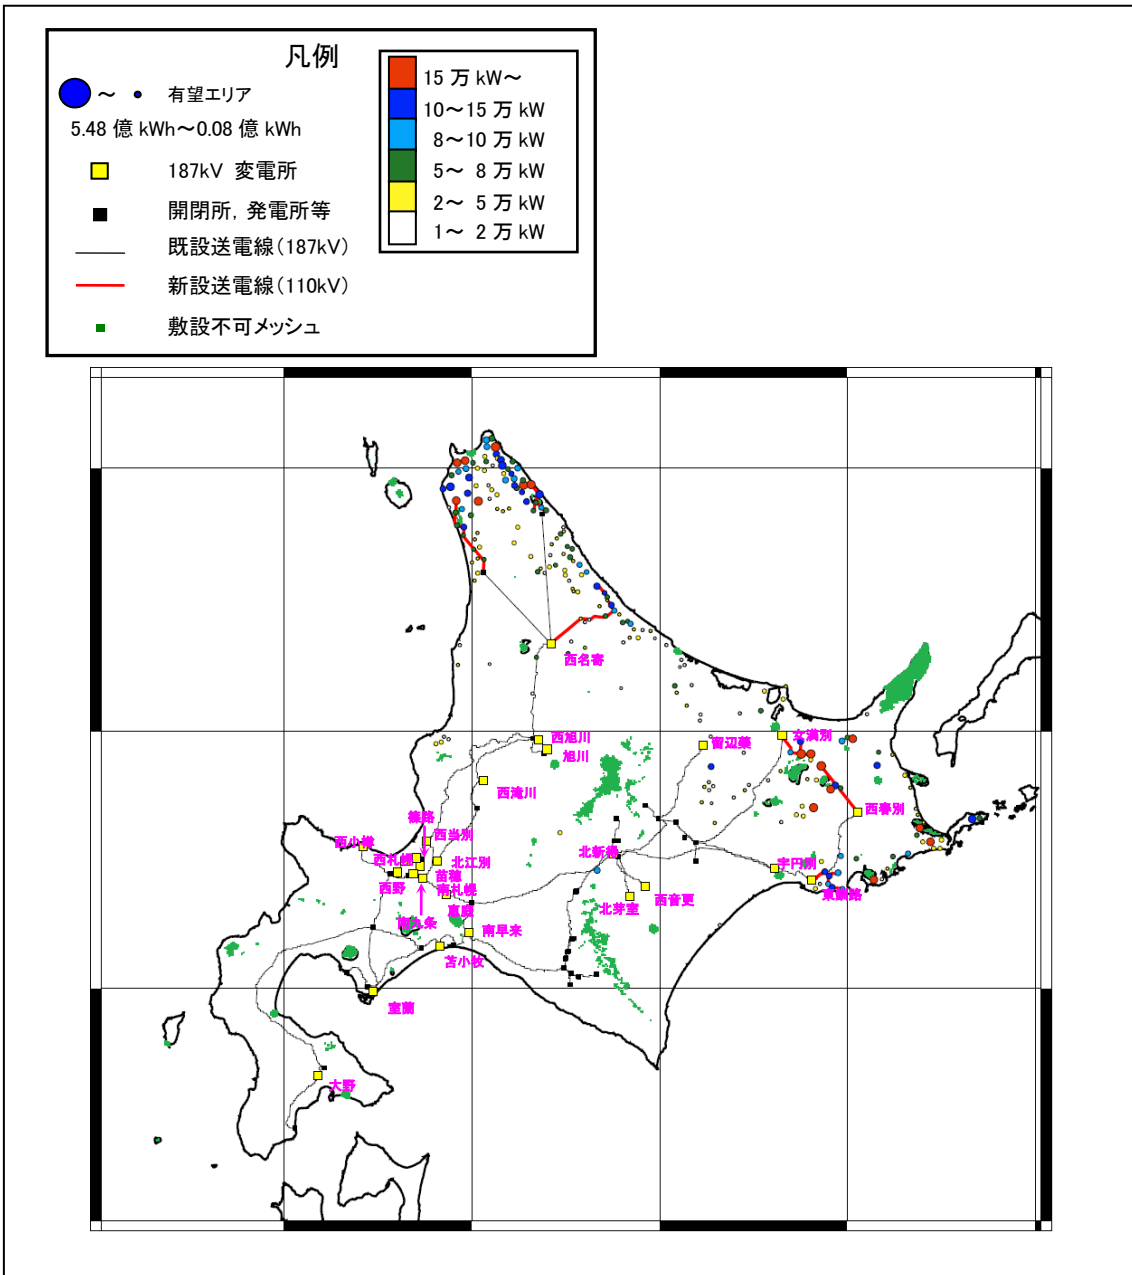 凡例
～ 有望エリア
5.48 億 kWh～0.08 億 kWh
187kV 変電所
開閉所，発電所等
既設送電線(187kV)
新設送電線(110kV)
敷設不可メッシュ
15 万 kW～
10～15 万 kW
8～10 万 kW
5～ 8 万 kW
2～ 5 万 kW
1～ 2 万 kW
西名寄
西旭川
旭川
留辺蘂
女満別
西滝川
西春別
篠路
西当別
西小樽
西札幌
北江別
北新得
宇円別
苗穂
西野
南札幌
西音更
東釧路
北芽室
恵庭
南九条
南早来
苫小牧
室蘭
大野